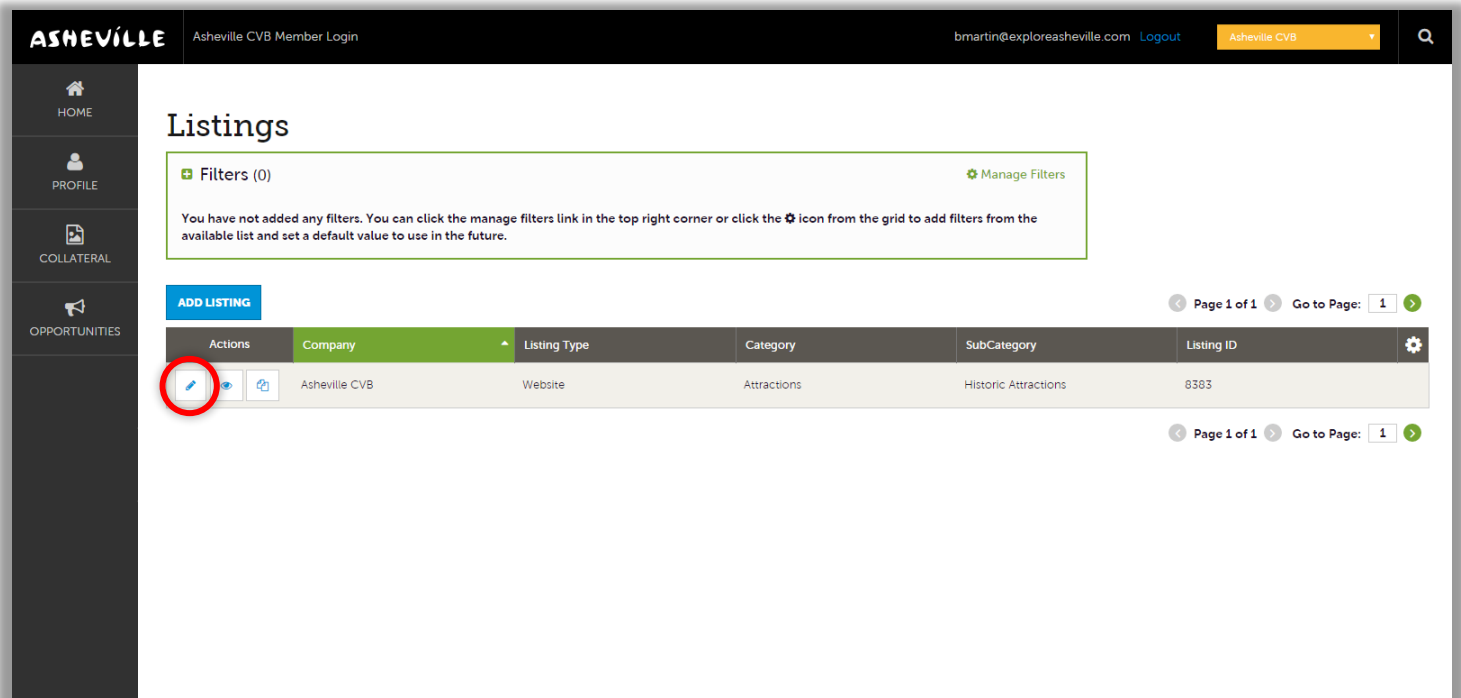 ASHEVILLE
Asheville CVB Member Login
bmartin@exploreasheville.com Logout
Asheville CVB
HOME
PROFILE
COLLATERAL
OPPORTUNITIES
Listings
Filters (0)
Manage Filters
You have not added any filters. You can click the manage filters link in the top right corner or click the icon from the grid to add filters from the
available list and set a default value to use in the future.
ADD LISTING
Page 1 of 1 Go to Page: 1
Actions Company Listing Type Category SubCategory Listing ID
Asheville CVB Website Attractions Historic Attractions 8383
Page 1 of 1 Go to Page: 1